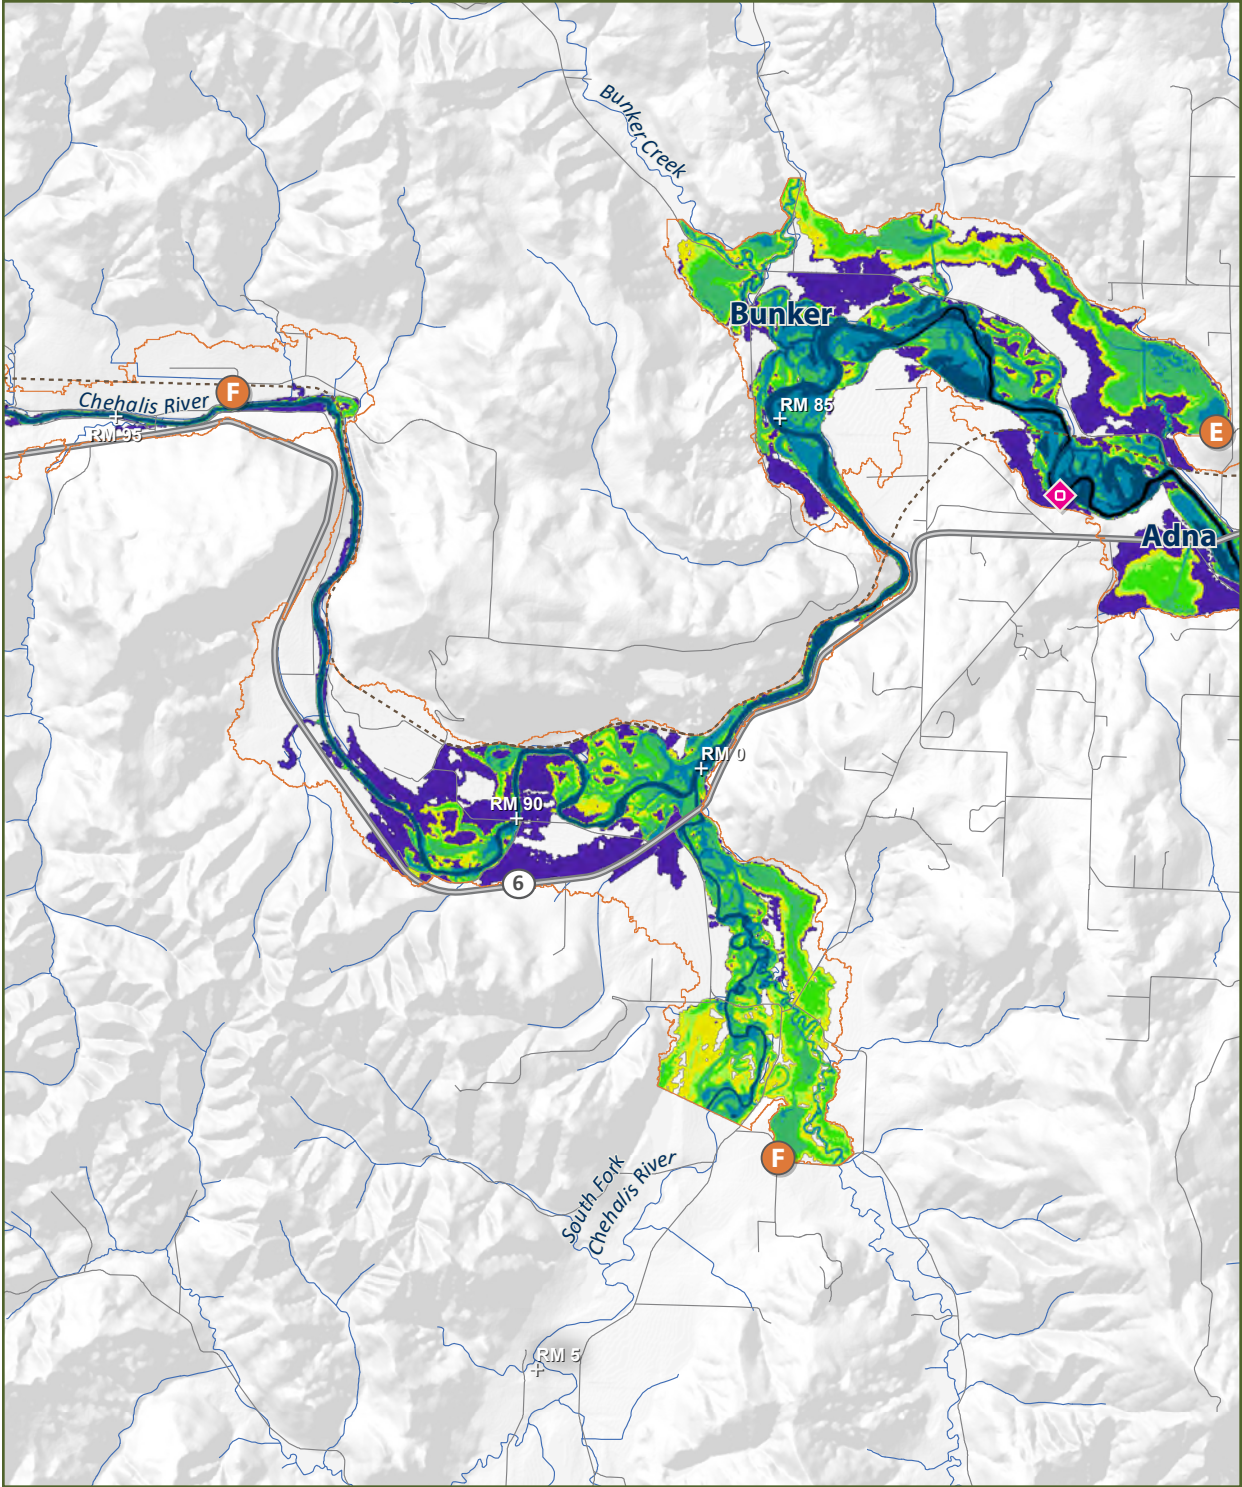 Bunker Creek
Bunker
F
Chehalis River
RM 85
RM 95
E
Adna
RM 0
RM 90
6
F
South Fork
Chehalis River
RM 5